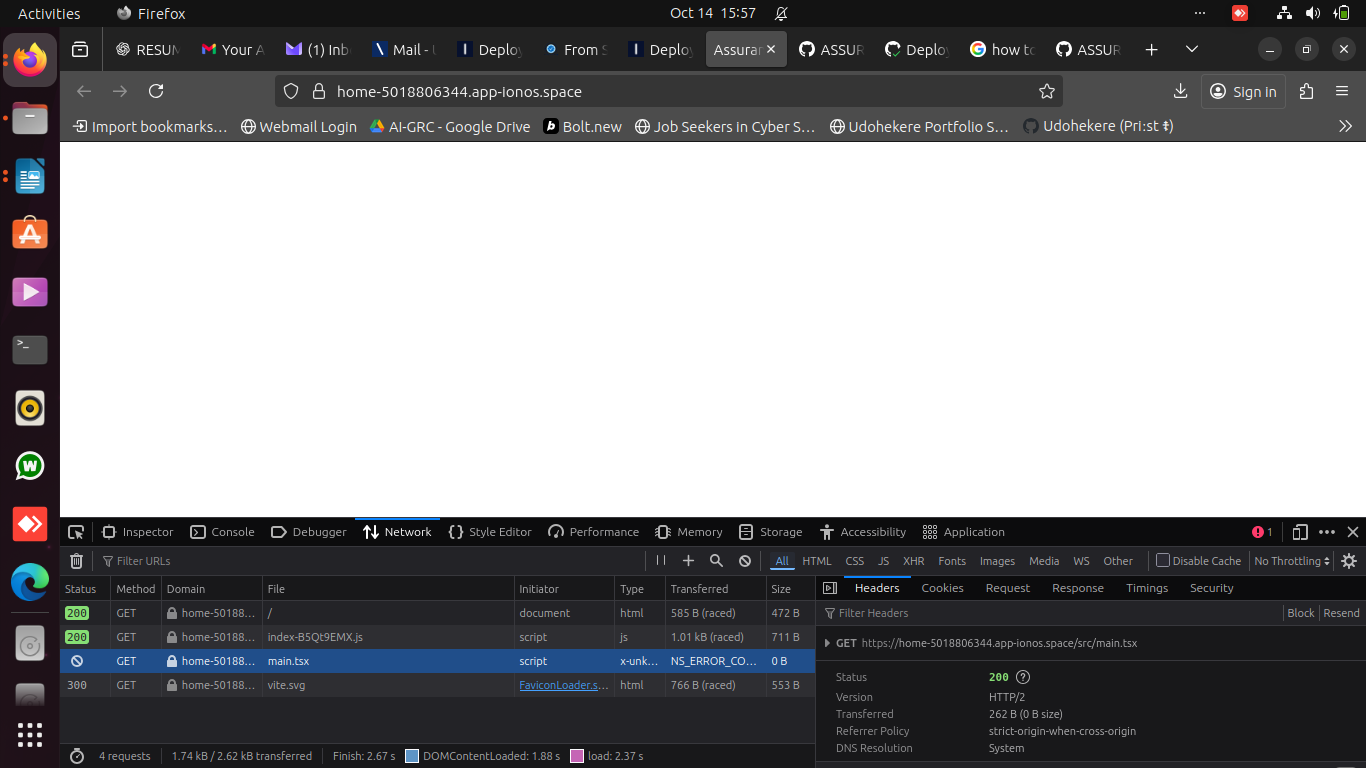 Activities Firefox Oct 14 15:57
RESUM Your A (1) Inb Mail - Deploy From S Deploy Assuran ASSUR Deploy how to ASSUR
home-5018806344.app-ionos.space Sign in
Import bookmarks… Webmail Login AI-GRC - Google Drive Bolt.new Job Seekers in Cyber S… Udohekere Portfolio S… Udohekere (Pri:st ‡)
Inspector Console Debugger Network Style Editor Performance Memory Storage Accessibility Application 1
Filter URLs All HTML CSS JS XHR Fonts Images Media WS Other Disable Cache No Throttling
Status Method Domain File Initiator Type Transferred Size
200 GET home-50188… / document html 585 B (raced) 472 B
200 GET home-50188… index-B5Qt9EMX.js script js 1.01 kB (raced) 711 B
GET home-50188… main.tsx script x-unk… NS_ERROR_CO… 0 B
300 GET home-50188… vite.svg FaviconLoader.s… html 766 B (raced) 553 B
4 requests 1.74 kB / 2.62 kB transferred Finish: 2.67 s DOMContentLoaded: 1.88 s load: 2.37 s
Headers Cookies Request Response Timings Security
Filter Headers Block Resend
GET https://home-5018806344.app-ionos.space/src/main.tsx
Status 200
Version HTTP/2
Transferred 262 B (0 B size)
Referrer Policy strict-origin-when-cross-origin
DNS Resolution System